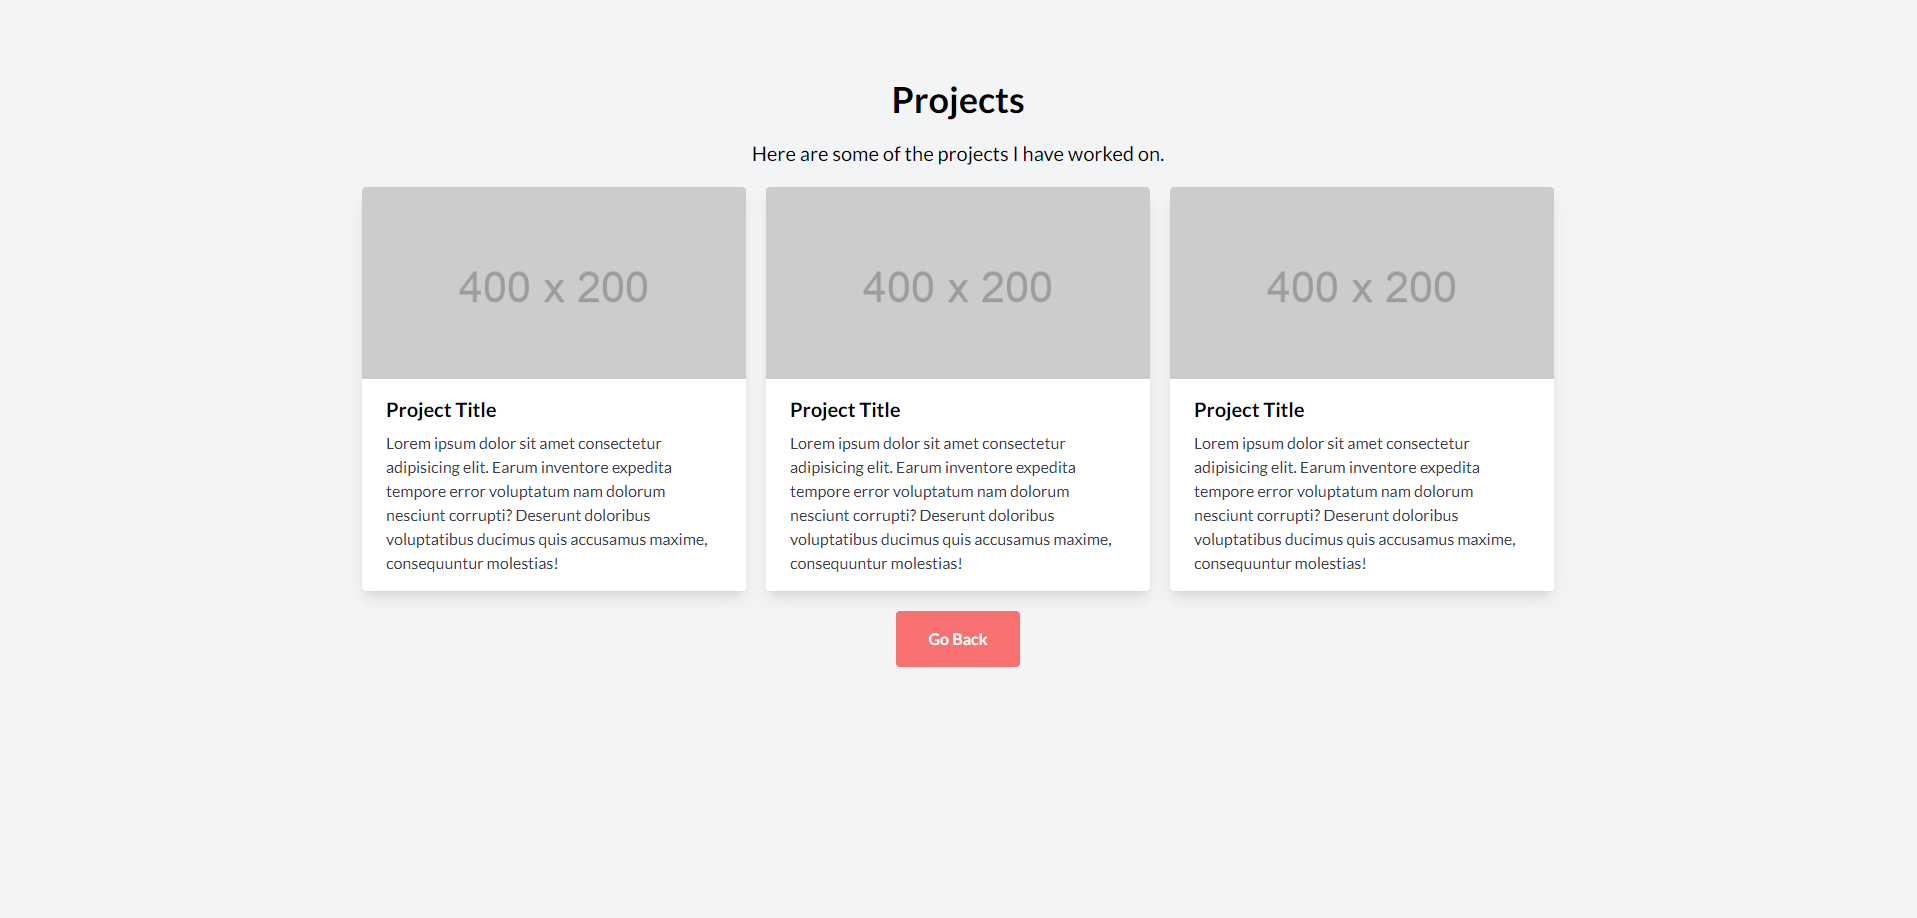 Projects
Here are some of the projects I have worked on.
400 x 200
400 x 200
400 x 200
Project Title
Lorem ipsum dolor sit amet consectetur
adipisicing elit. Earum inventore expedita
tempore error voluptatum nam dolorum
nesciunt corrupti? Deserunt doloribus
voluptatibus ducimus quis accusamus maxime,
consequuntur molestias!
Project Title
Lorem ipsum dolor sit amet consectetur
adipisicing elit. Earum inventore expedita
tempore error voluptatum nam dolorum
nesciunt corrupti? Deserunt doloribus
voluptatibus ducimus quis accusamus maxime,
consequuntur molestias!
Project Title
Lorem ipsum dolor sit amet consectetur
adipisicing elit. Earum inventore expedita
tempore error voluptatum nam dolorum
nesciunt corrupti? Deserunt doloribus
voluptatibus ducimus quis accusamus maxime,
consequuntur molestias!
Go Back